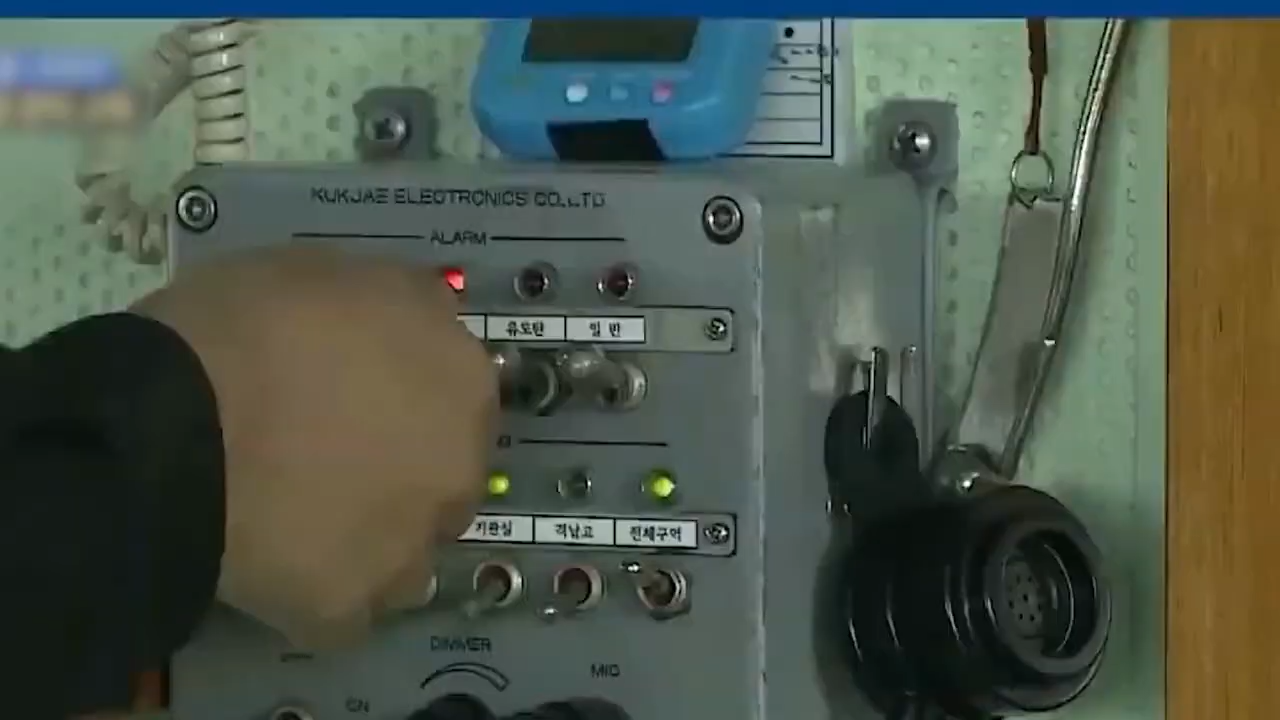 KUKJAE ELECTRONICS CO.,LTD
ALARM
유도탄 일반
기관실 격납고 전체구역
DIMMER
MIC